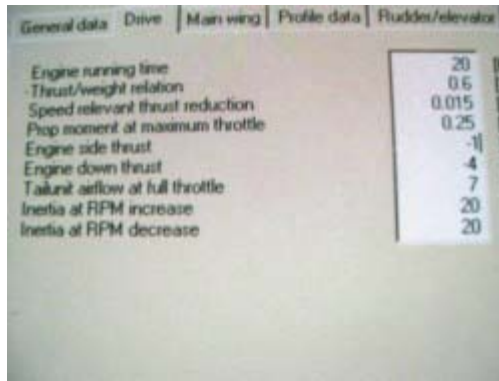 General data Drive Main wing Profile data Rudder/elevator
Engine running time 20
Thrust/weight relation 0.6
Speed relevant thrust reduction 0.015
Prop moment at maximum throttle 0.25
Engine side thrust -1
Engine down thrust -4
Tailunit airflow at full throttle 7
Inertia at RPM increase 20
Inertia at RPM decrease 20